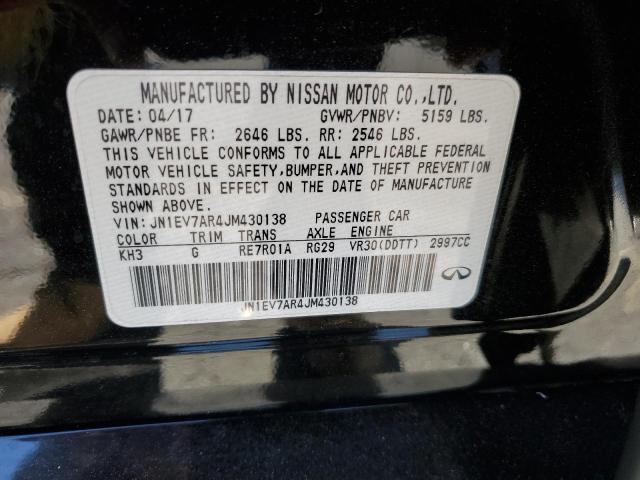 MANUFACTURED BY NISSAN MOTOR CO.,LTD.
DATE: 04/17 GVWR/PNBV: 5159 LBS.
GAWR/PNBE FR: 2646 LBS. RR: 2546 LBS.
THIS VEHICLE CONFORMS TO ALL APPLICABLE FEDERAL
MOTOR VEHICLE SAFETY,BUMPER,AND THEFT PREVENTION
STANDARDS IN EFFECT ON THE DATE OF MANUFACTURE
SHOWN ABOVE.
VIN: JN1EV7AR4JM430138 PASSENGER CAR
COLOR TRIM TRANS AXLE ENGINE
KH3 G RE7R01A RG29 VR30(DDTT) 2997CC
JN1EV7AR4JM430138